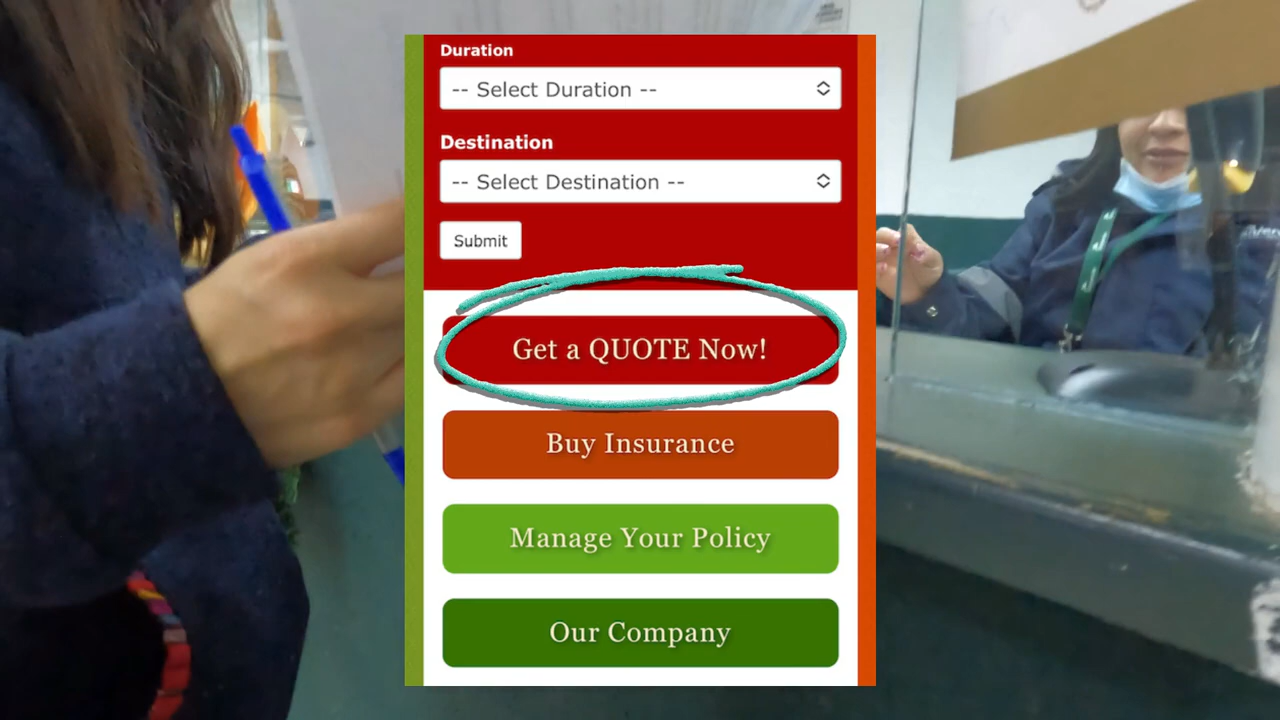 Duration
-- Select Duration --
Destination
-- Select Destination --
Submit
Get a QUOTE Now!
Buy Insurance
Manage Your Policy
Our Company